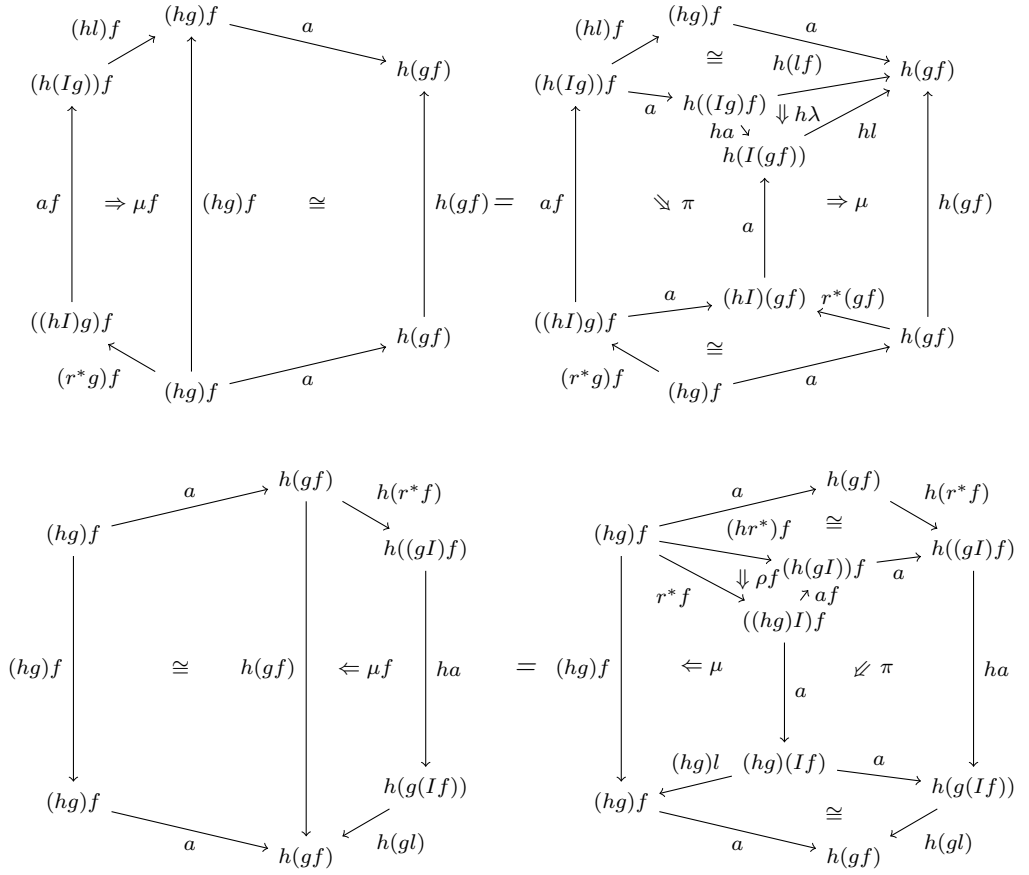 (hg)f (hg)f
(hl)f a (hl)f a
≅ h(lf)
(h(Ig))f h(gf) (h(Ig))f h(gf)
a h((Ig)f) ⇓ hλ
ha ↘ hl
h(I(gf))
af ⇒ μf (hg)f ≅ h(gf) = af ⇘ π ⇒ μ h(gf)
a
a (hI)(gf) r*(gf)
((hI)g)f h(gf) ((hI)g)f h(gf)
≅
(r*g)f a (r*g)f a
(hg)f (hg)f
h(gf) h(gf)
a h(r*f) a h(r*f)
(hg)f (hg)f (hr*)f ≅
h((gI)f) h((gI)f)
⇓ ρf (h(gI))f a
r*f ↗ af
((hg)I)f
(hg)f ≅ h(gf) ⇐ μf ha = (hg)f ⇐ μ ⇙ π ha
a
(hg)l (hg)(If) a
(hg)f h(g(If)) (hg)f h(g(If))
≅
a h(gl) a h(gl)
h(gf) h(gf)